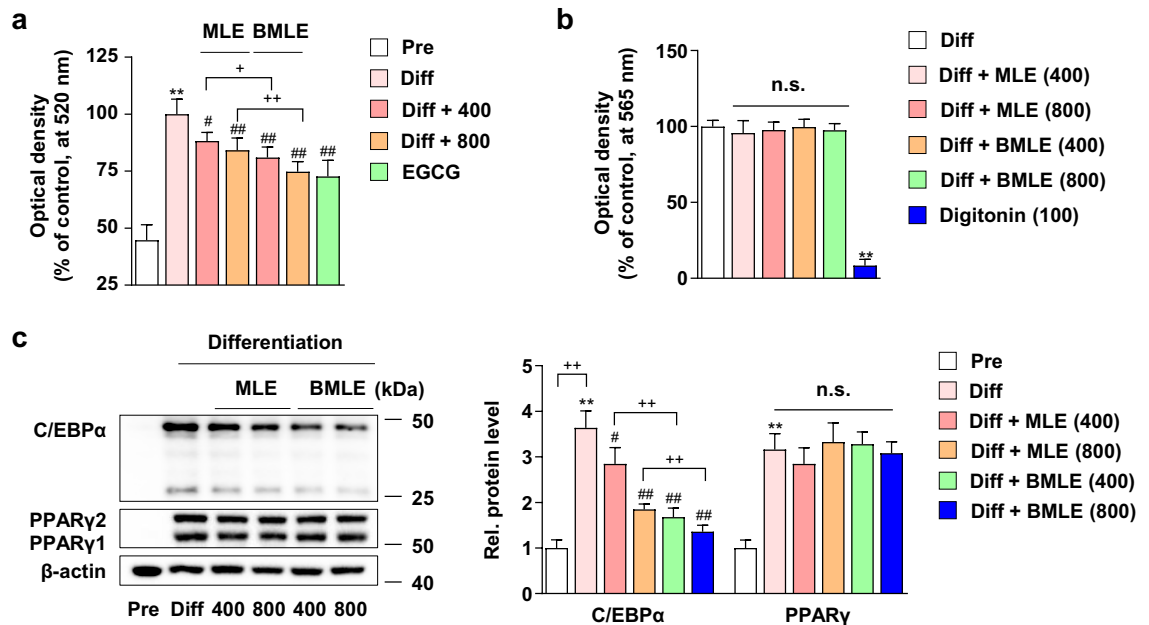 a
MLE BMLE
Optical density
(% of control, at 520 nm)
125
100
75
50
25
**
#
##
##
##
##
+
++
Pre
Diff
Diff + 400
Diff + 800
EGCG
b
Optical density
(% of control, at 565 nm)
150
100
50
0
n.s.
**
Diff
Diff + MLE (400)
Diff + MLE (800)
Diff + BMLE (400)
Diff + BMLE (800)
Digitonin (100)
c
Differentiation
MLE BMLE (kDa)
C/EBPα
50
25
PPARγ2
PPARγ1
50
β-actin
40
Pre Diff 400 800 400 800
Rel. protein level
5
4
3
2
1
0
++
**
++
#
++
##
##
##
n.s.
**
C/EBPα PPARγ
Pre
Diff
Diff + MLE (400)
Diff + MLE (800)
Diff + BMLE (400)
Diff + BMLE (800)